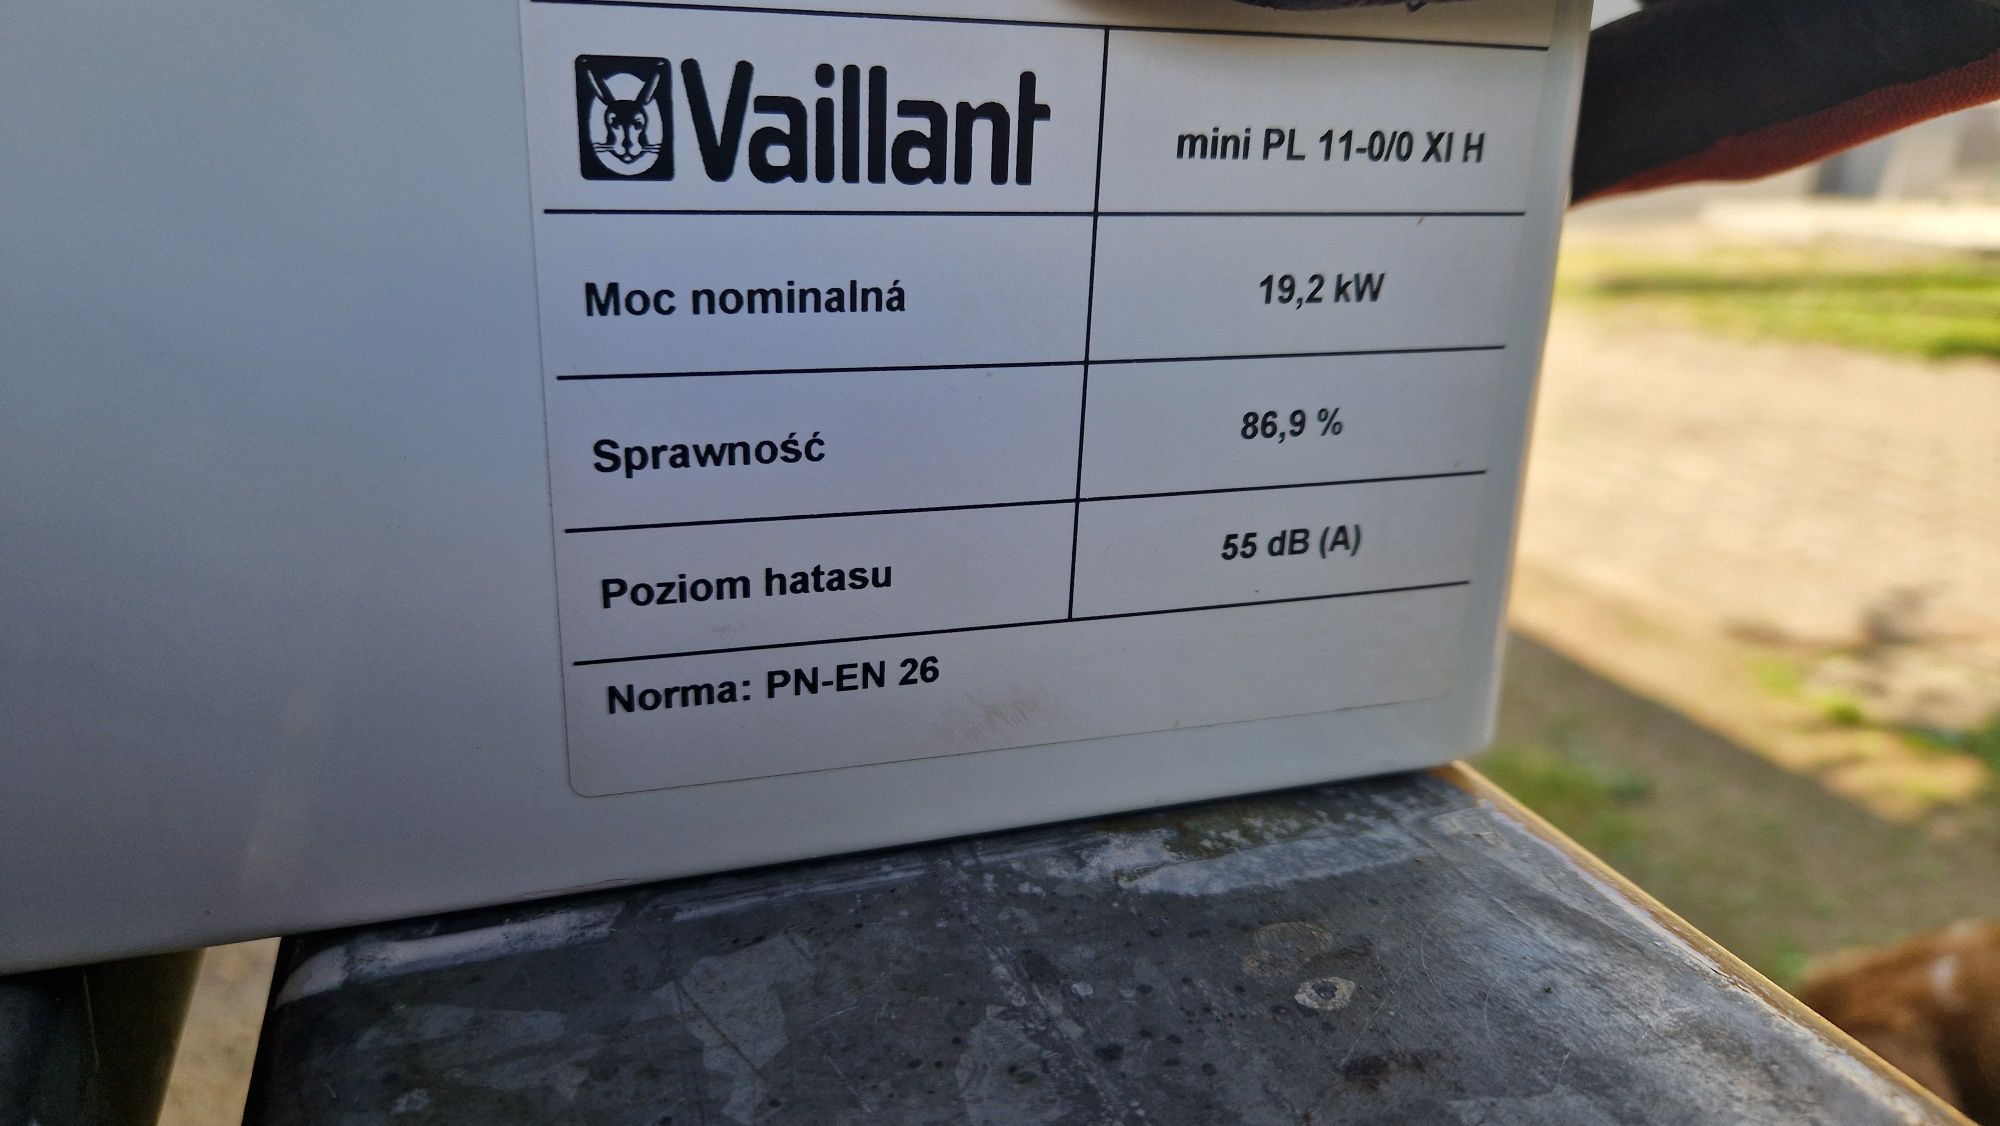 Vaillant
mini PL 11-0/0 XI H
Moc nominalná
19,2 kW
Sprawność
86,9 %
Poziom hatasu
55 dB (A)
Norma: PN-EN 26